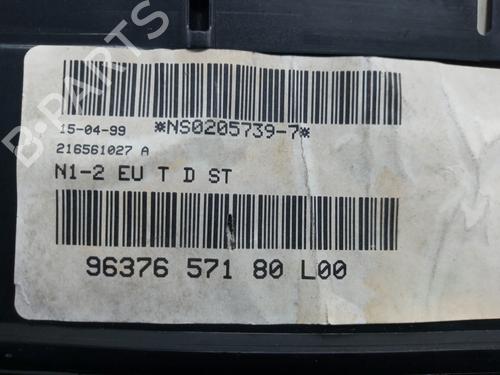 B-PARTS
15-04-99 *NS0205739-7*
216561027 A
N1-2 EU T D ST
96376 571 80 L00